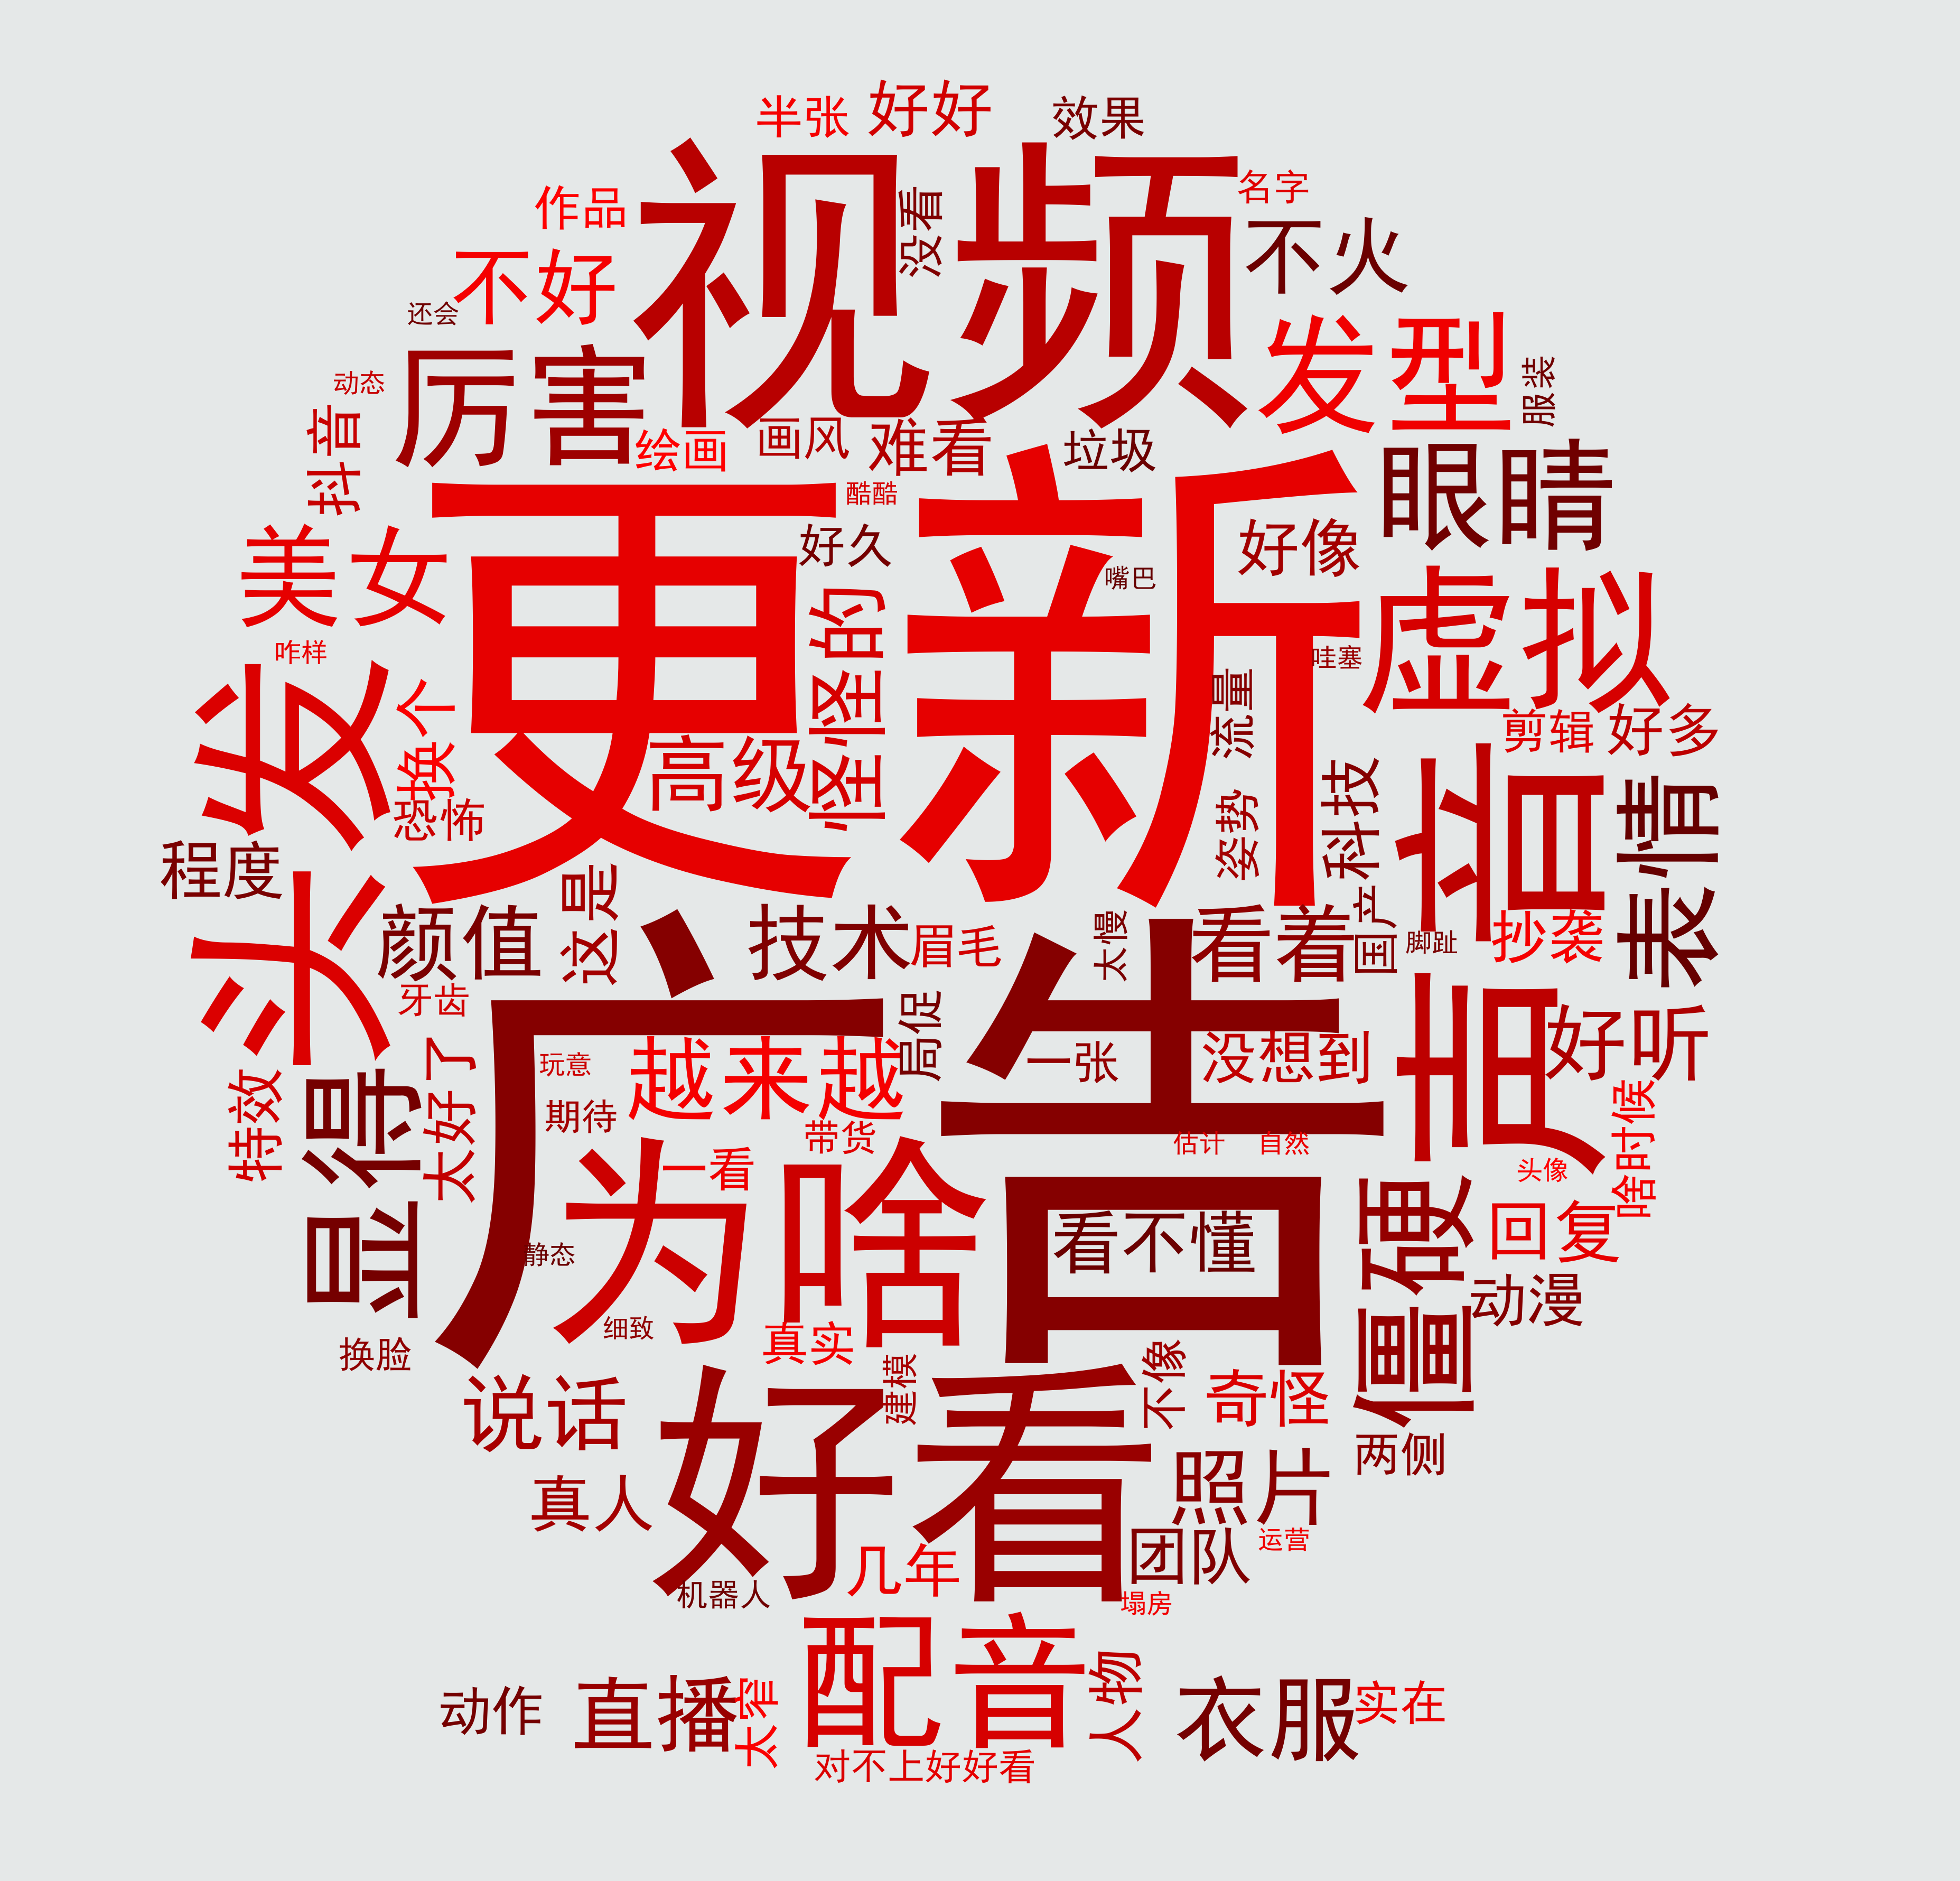 半张 好好 效果
作品 视频 没看 名字
不好 不火
还会
厉害 发型 服装
动态
抖音 绘画 画风 难看 垃圾 眼睛
更新 酷酷
美女 好久 好像
嘴巴 虚拟
咋样 怪怪的 哇塞
头发 换个 高级 流量 剪辑 好多
恐怖 姿势 科技 声音 表情
程度
颜值 这是 技术 眉毛 太慢 看着 国产 脚趾 抄袭
牙齿 广告 局促
玩意 越来越 一张 没想到 好听
特效 显得 太好了 期待 带货 估计 自然 啥时候
为啥 一看 头像
静态 看不懂 僵硬 回复
细致 真实 动漫
换脸 建模 不像
说话 好看 奇怪 两侧
真人 照片
几年 团队 运营
机器人 塌房
配音 人物
动作 直播 太窄 衣服 实在
对不上 好好看